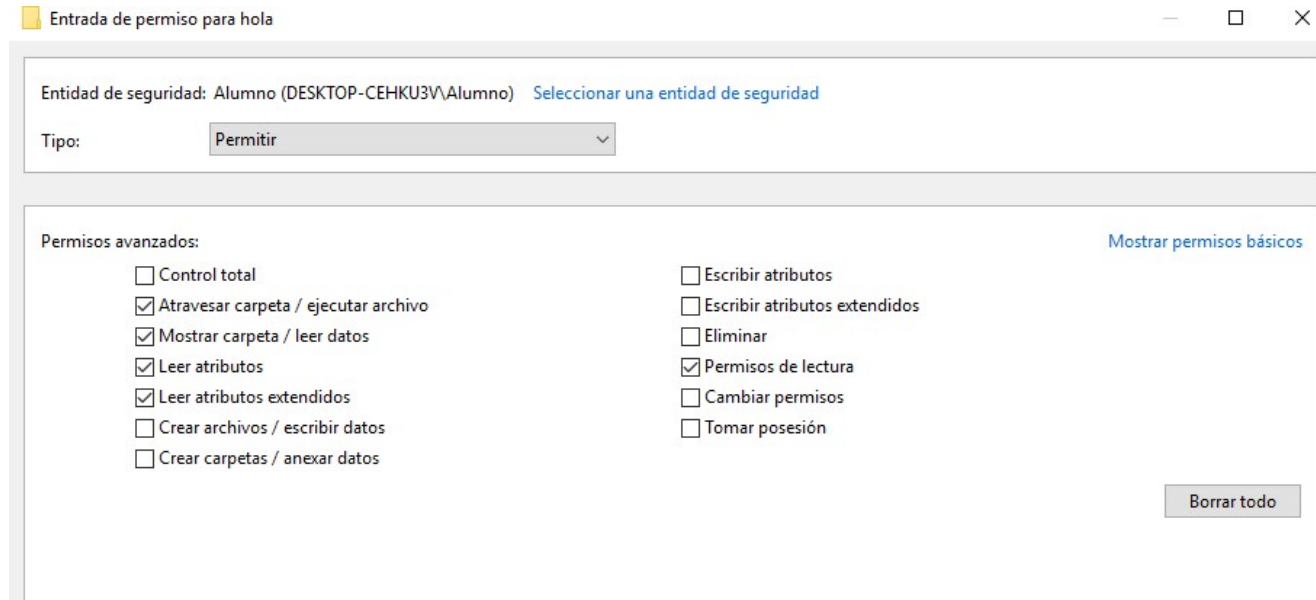 Entrada de permiso para hola
Entidad de seguridad: Alumno (DESKTOP-CEHKU3V\Alumno) Seleccionar una entidad de seguridad
Tipo: Permitir
Permisos avanzados: Mostrar permisos básicos
Control total
Atravesar carpeta / ejecutar archivo
Mostrar carpeta / leer datos
Leer atributos
Leer atributos extendidos
Crear archivos / escribir datos
Crear carpetas / anexar datos
Escribir atributos
Escribir atributos extendidos
Eliminar
Permisos de lectura
Cambiar permisos
Tomar posesión
Borrar todo